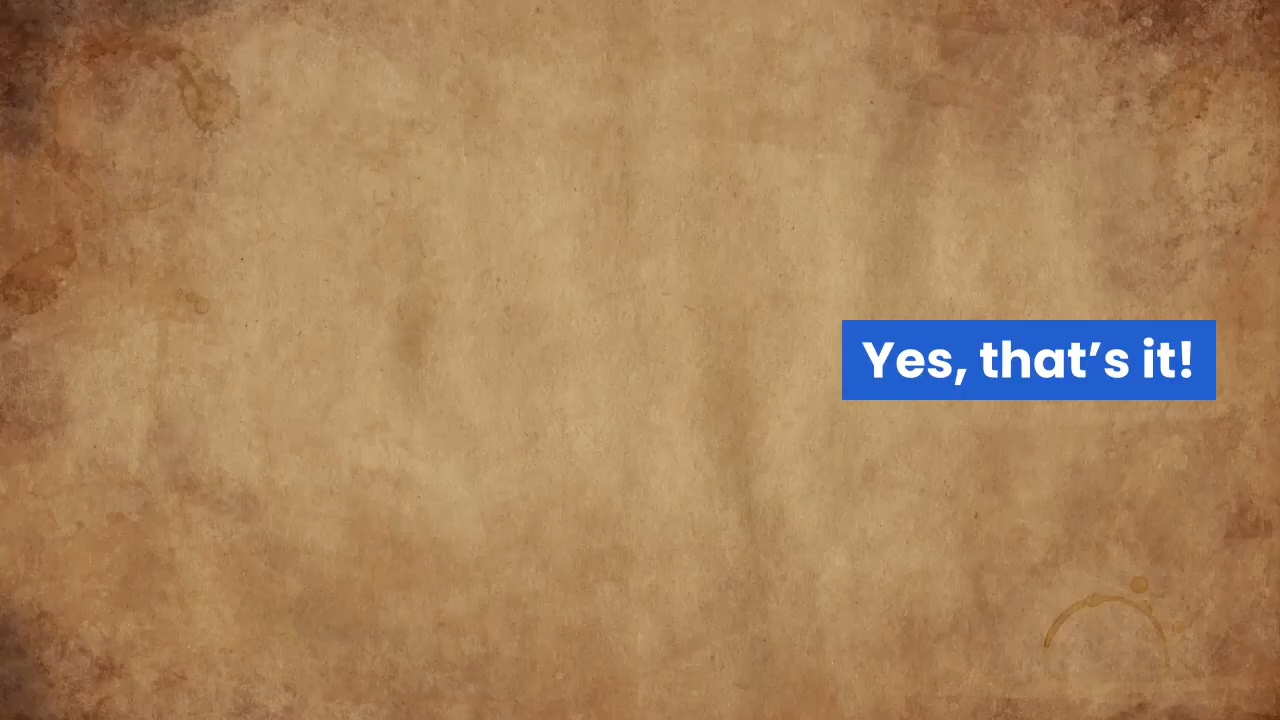 Yes, that’s it!